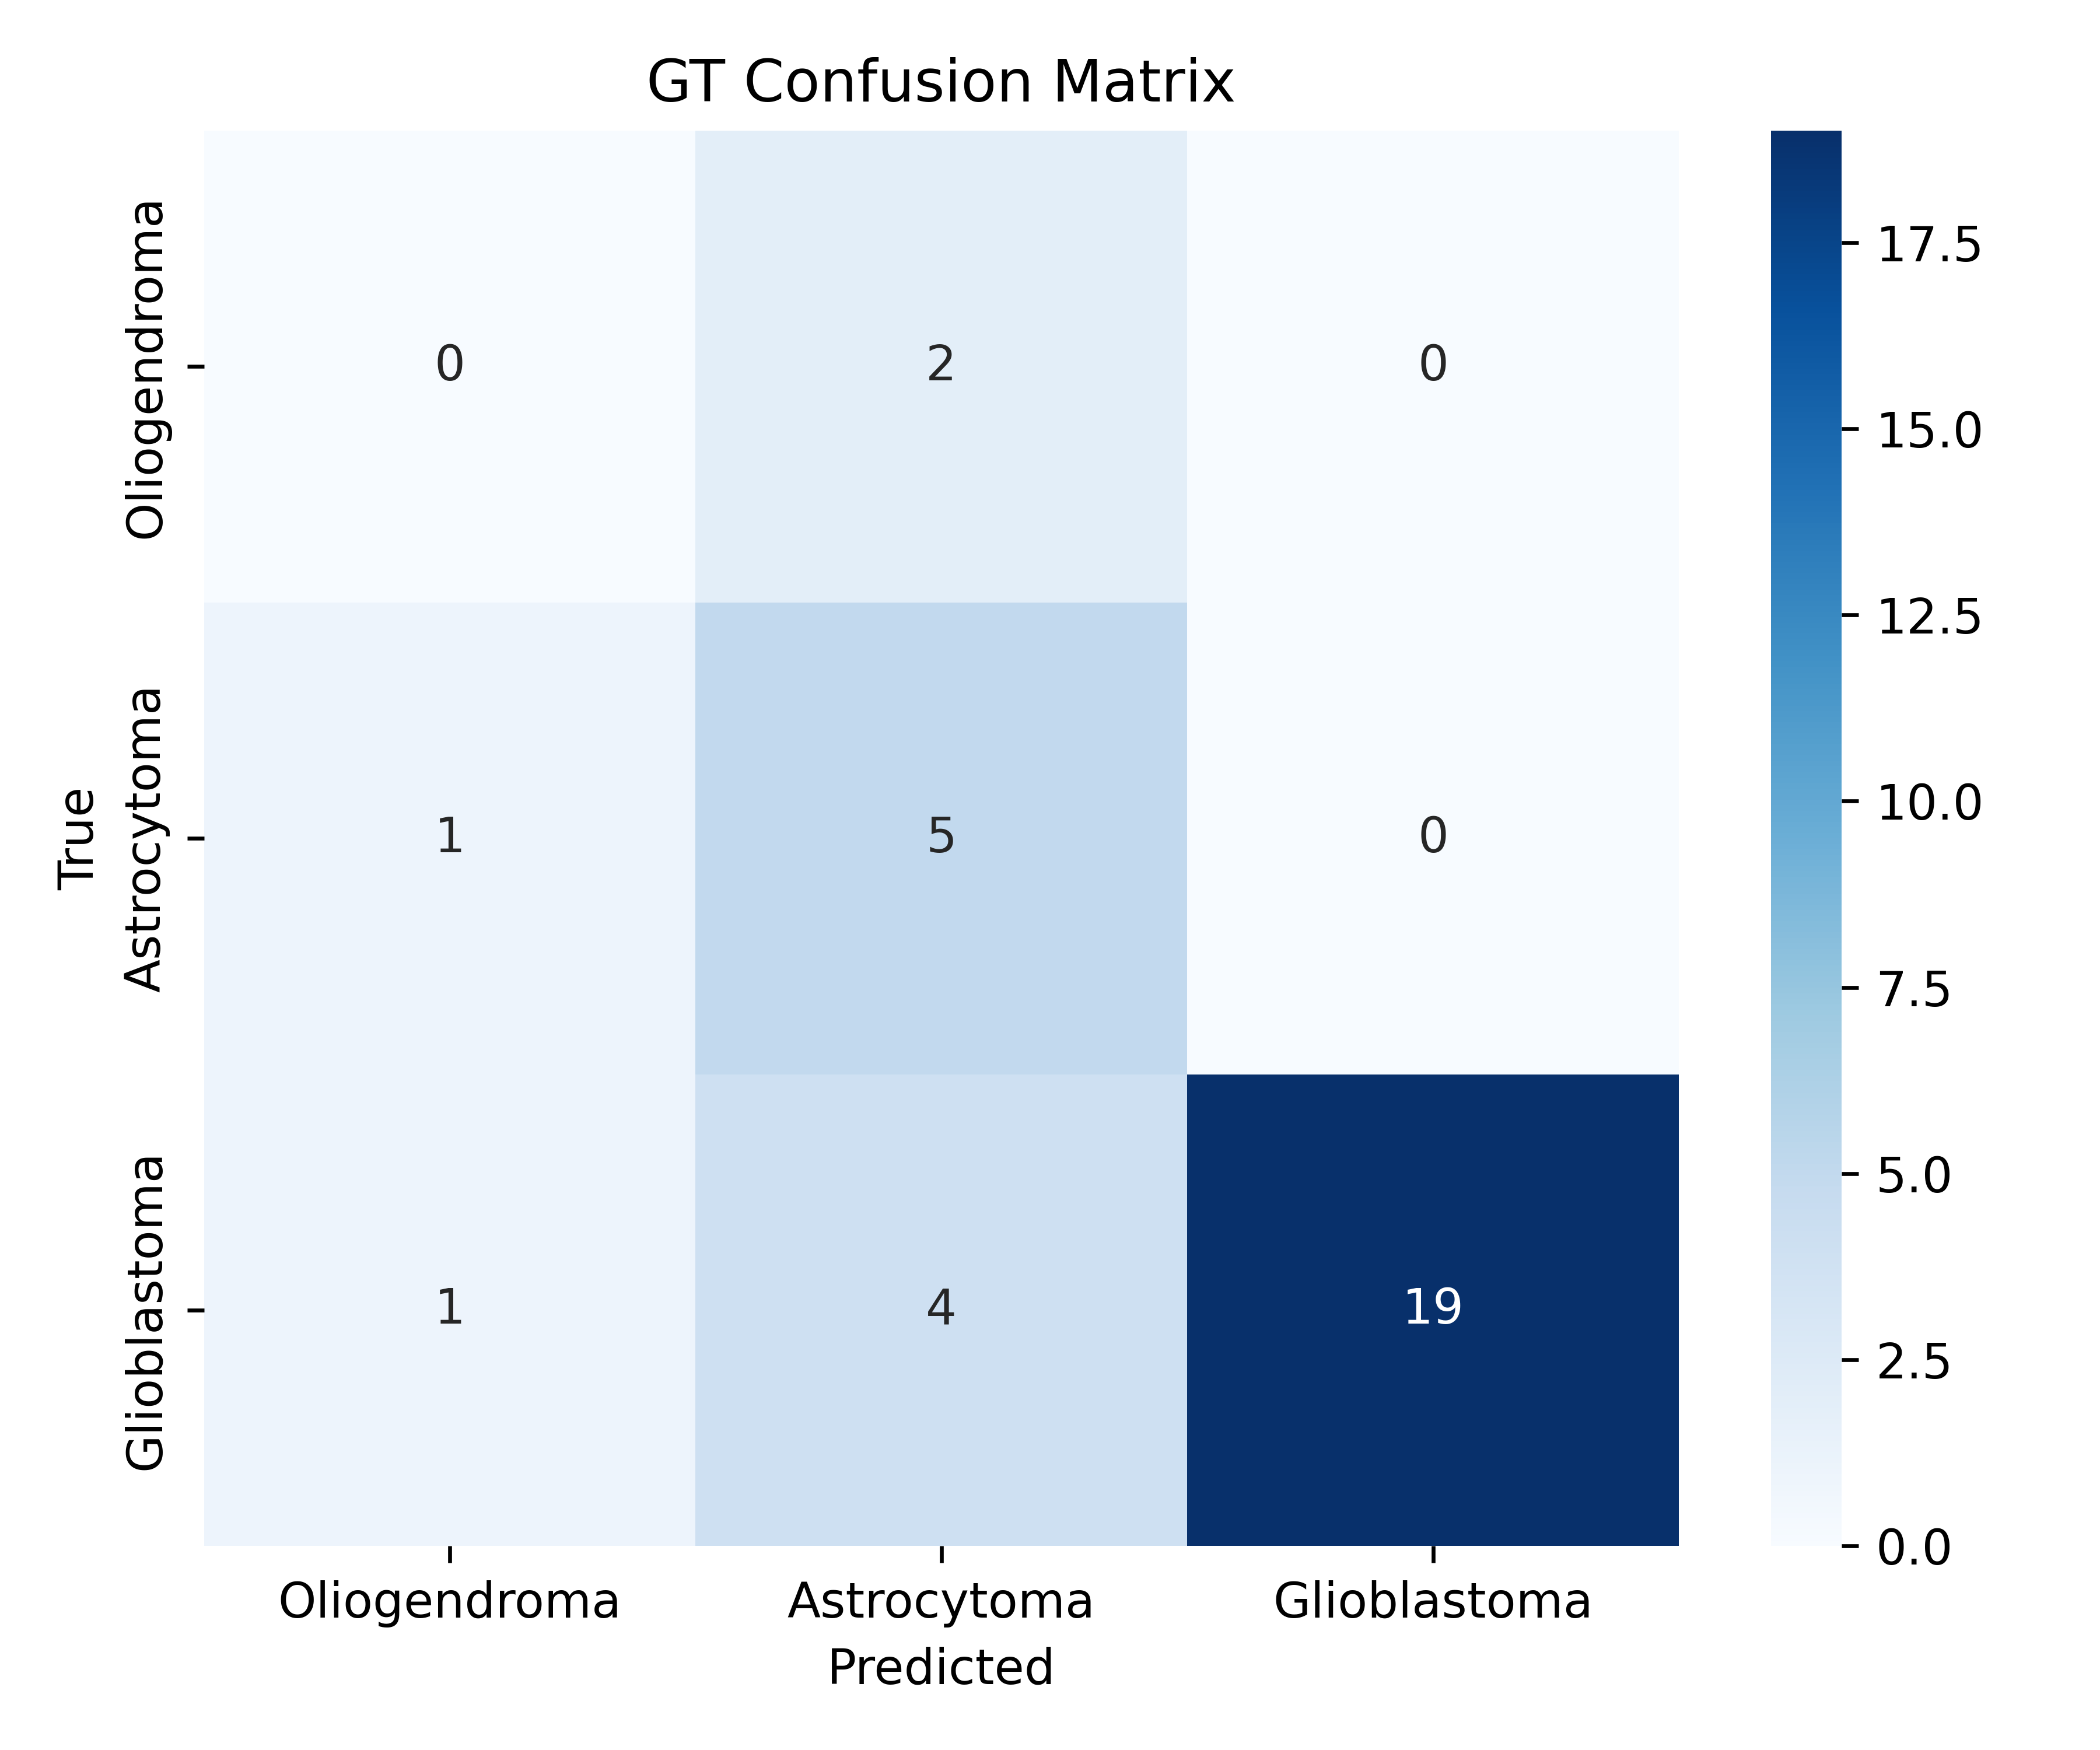 GT Confusion Matrix
True
Oliogendroma
Astrocytoma
Glioblastoma
0 2 0
1 5 0
1 4 19
Oliogendroma Astrocytoma Glioblastoma
Predicted
17.5
15.0
12.5
10.0
7.5
5.0
2.5
0.0